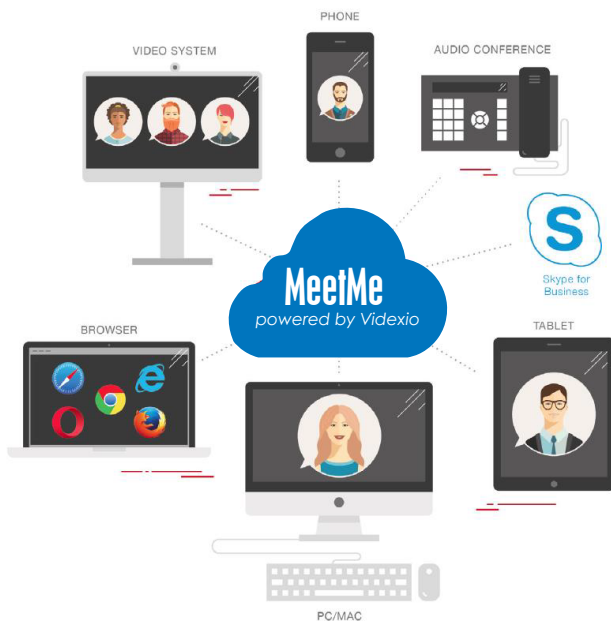 PHONE
VIDEO SYSTEM
AUDIO CONFERENCE
S
Skype for
Business
MeetMe
powered by Videxio
BROWSER
TABLET
PC/MAC